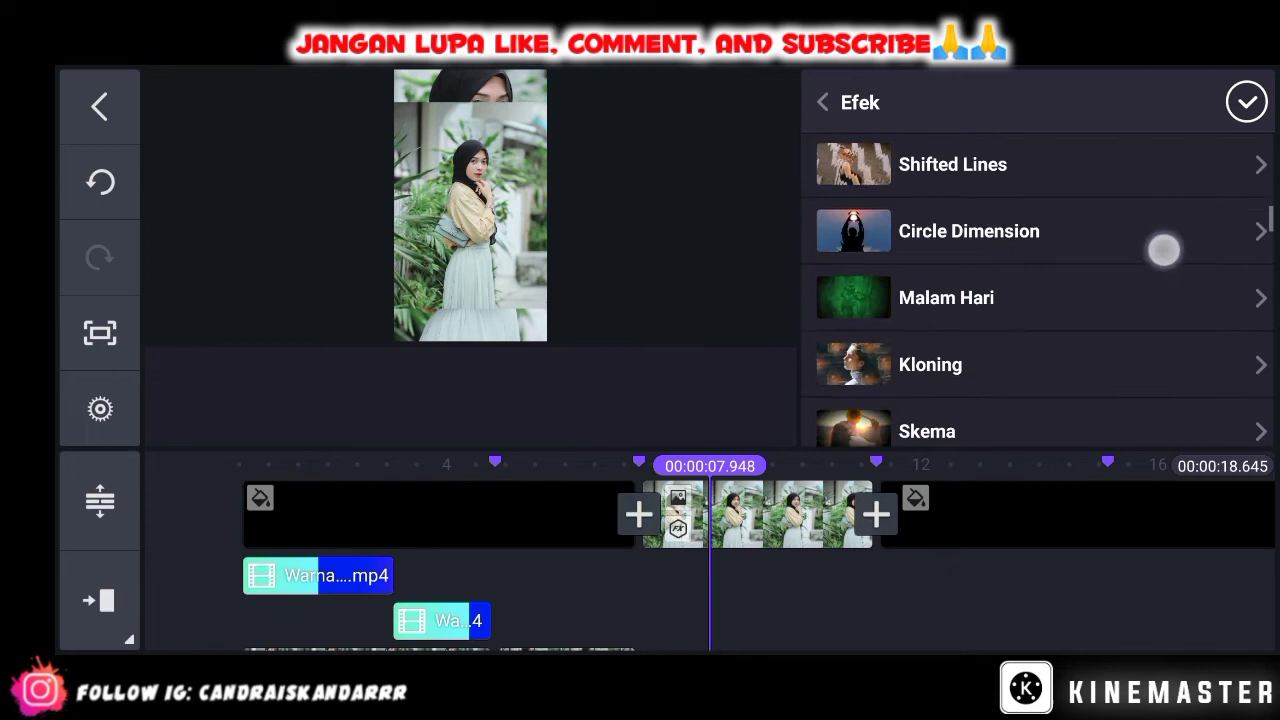 JANGAN LUPA LIKE, COMMENT, AND SUBSCRIBE🙏🙏
Efek
Shifted Lines
Circle Dimension
Malam Hari
Kloning
Skema
4
00:00:07.948
12
16
00:00:18.645
FX
Warna....mp4
Wa...4
FOLLOW IG: CANDRAISKANDARRR
K
KINEMASTER